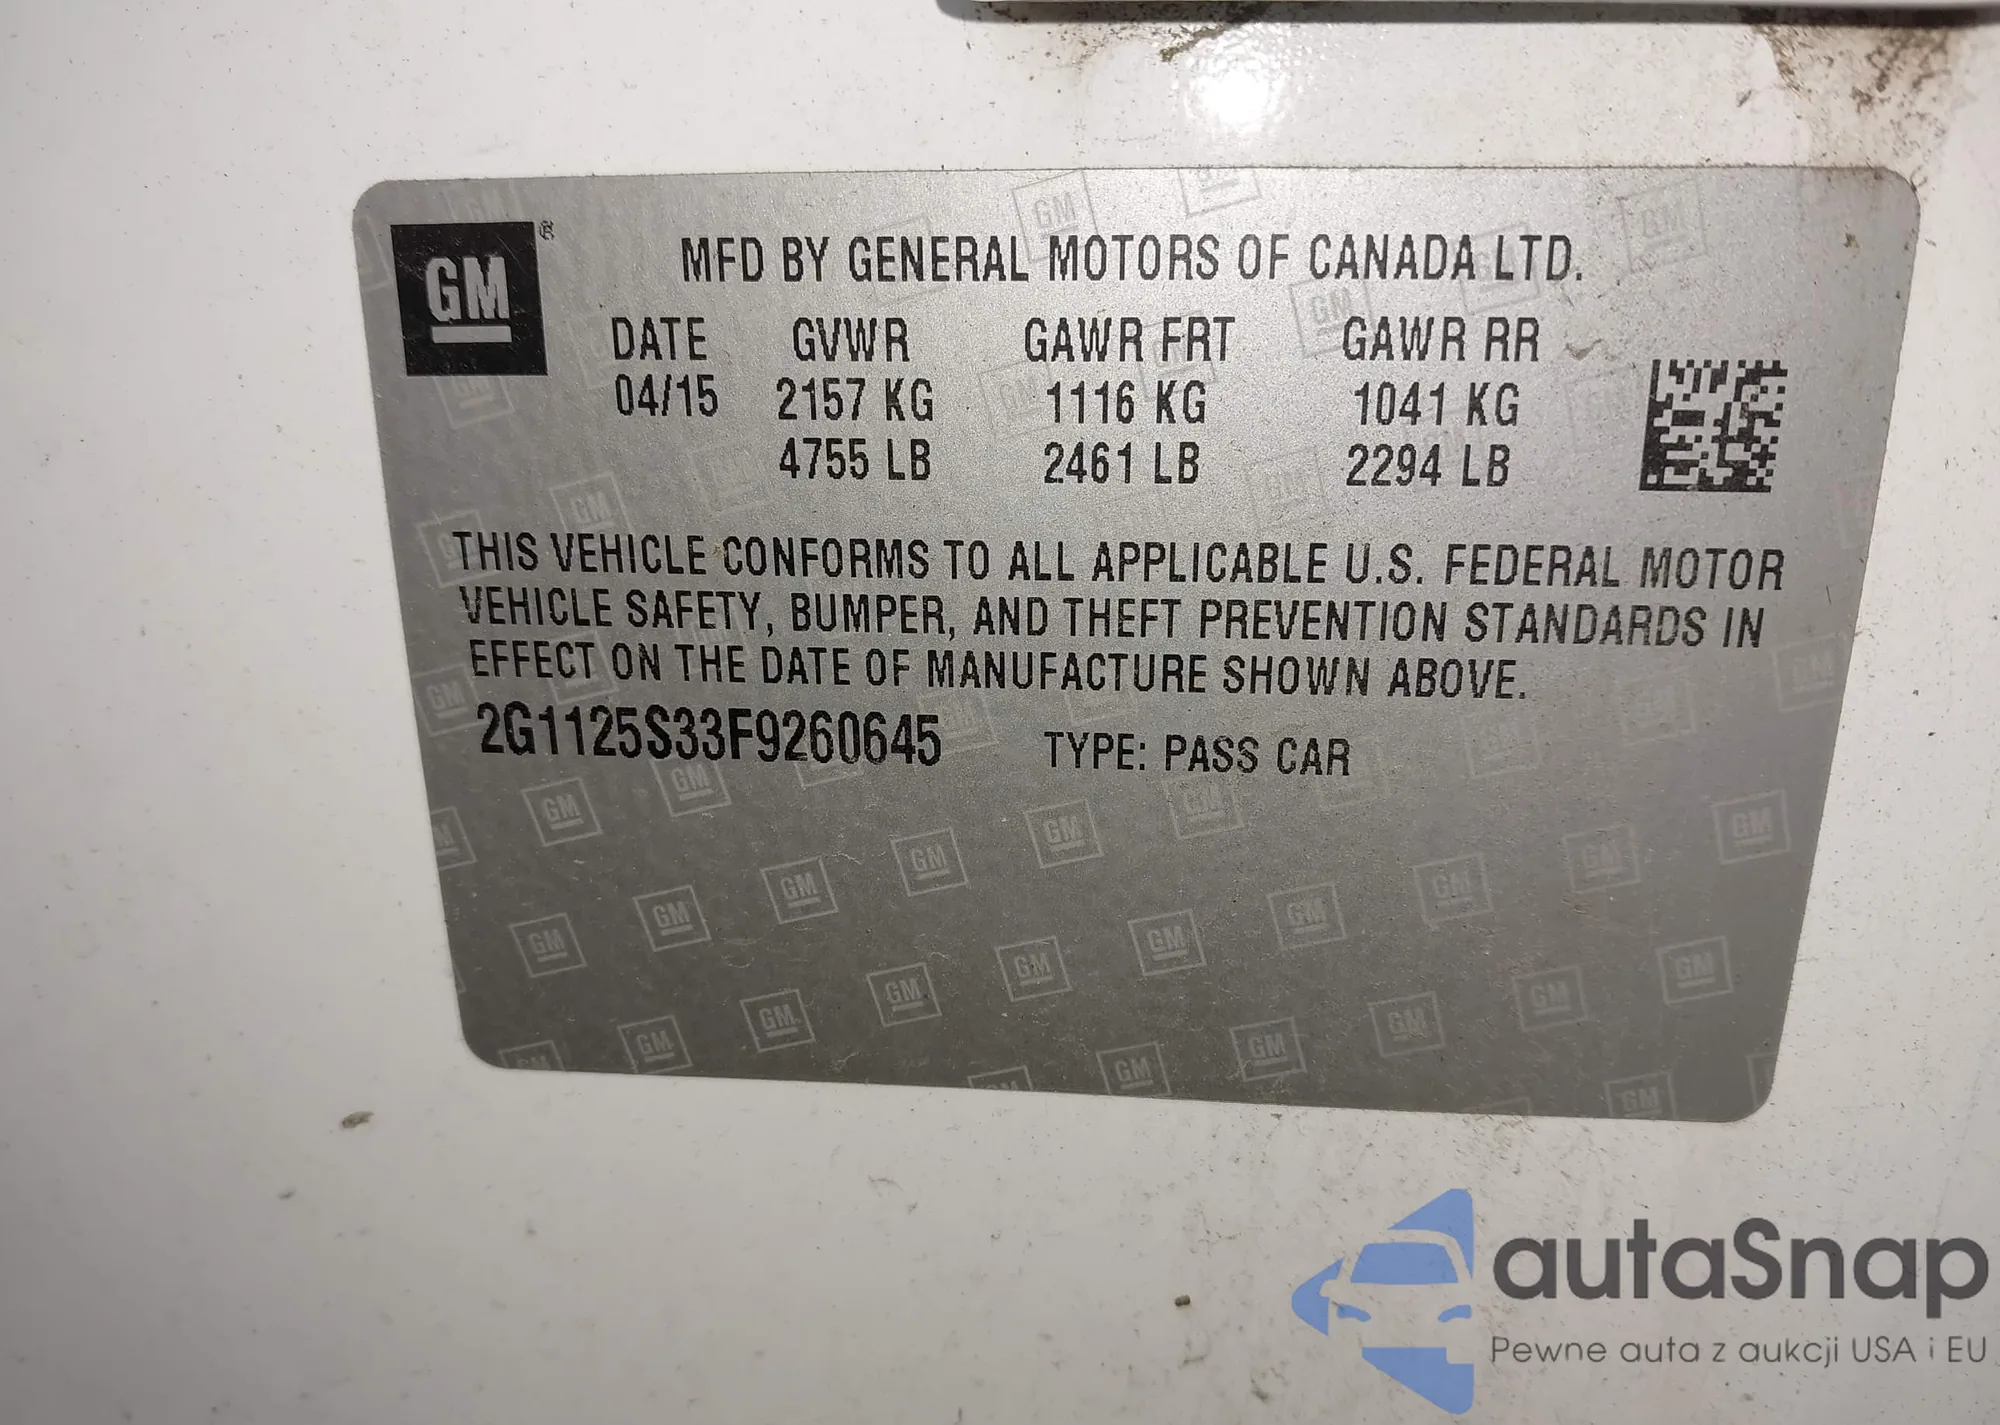 GM ®
MFD BY GENERAL MOTORS OF CANADA LTD.
DATE GVWR GAWR FRT GAWR RR
04/15 2157 KG 1116 KG 1041 KG
4755 LB 2461 LB 2294 LB
THIS VEHICLE CONFORMS TO ALL APPLICABLE U.S. FEDERAL MOTOR
VEHICLE SAFETY, BUMPER, AND THEFT PREVENTION STANDARDS IN
EFFECT ON THE DATE OF MANUFACTURE SHOWN ABOVE.
2G1125S33F9260645 TYPE: PASS CAR
autaSnap
Pewne auta z aukcji USA i EU